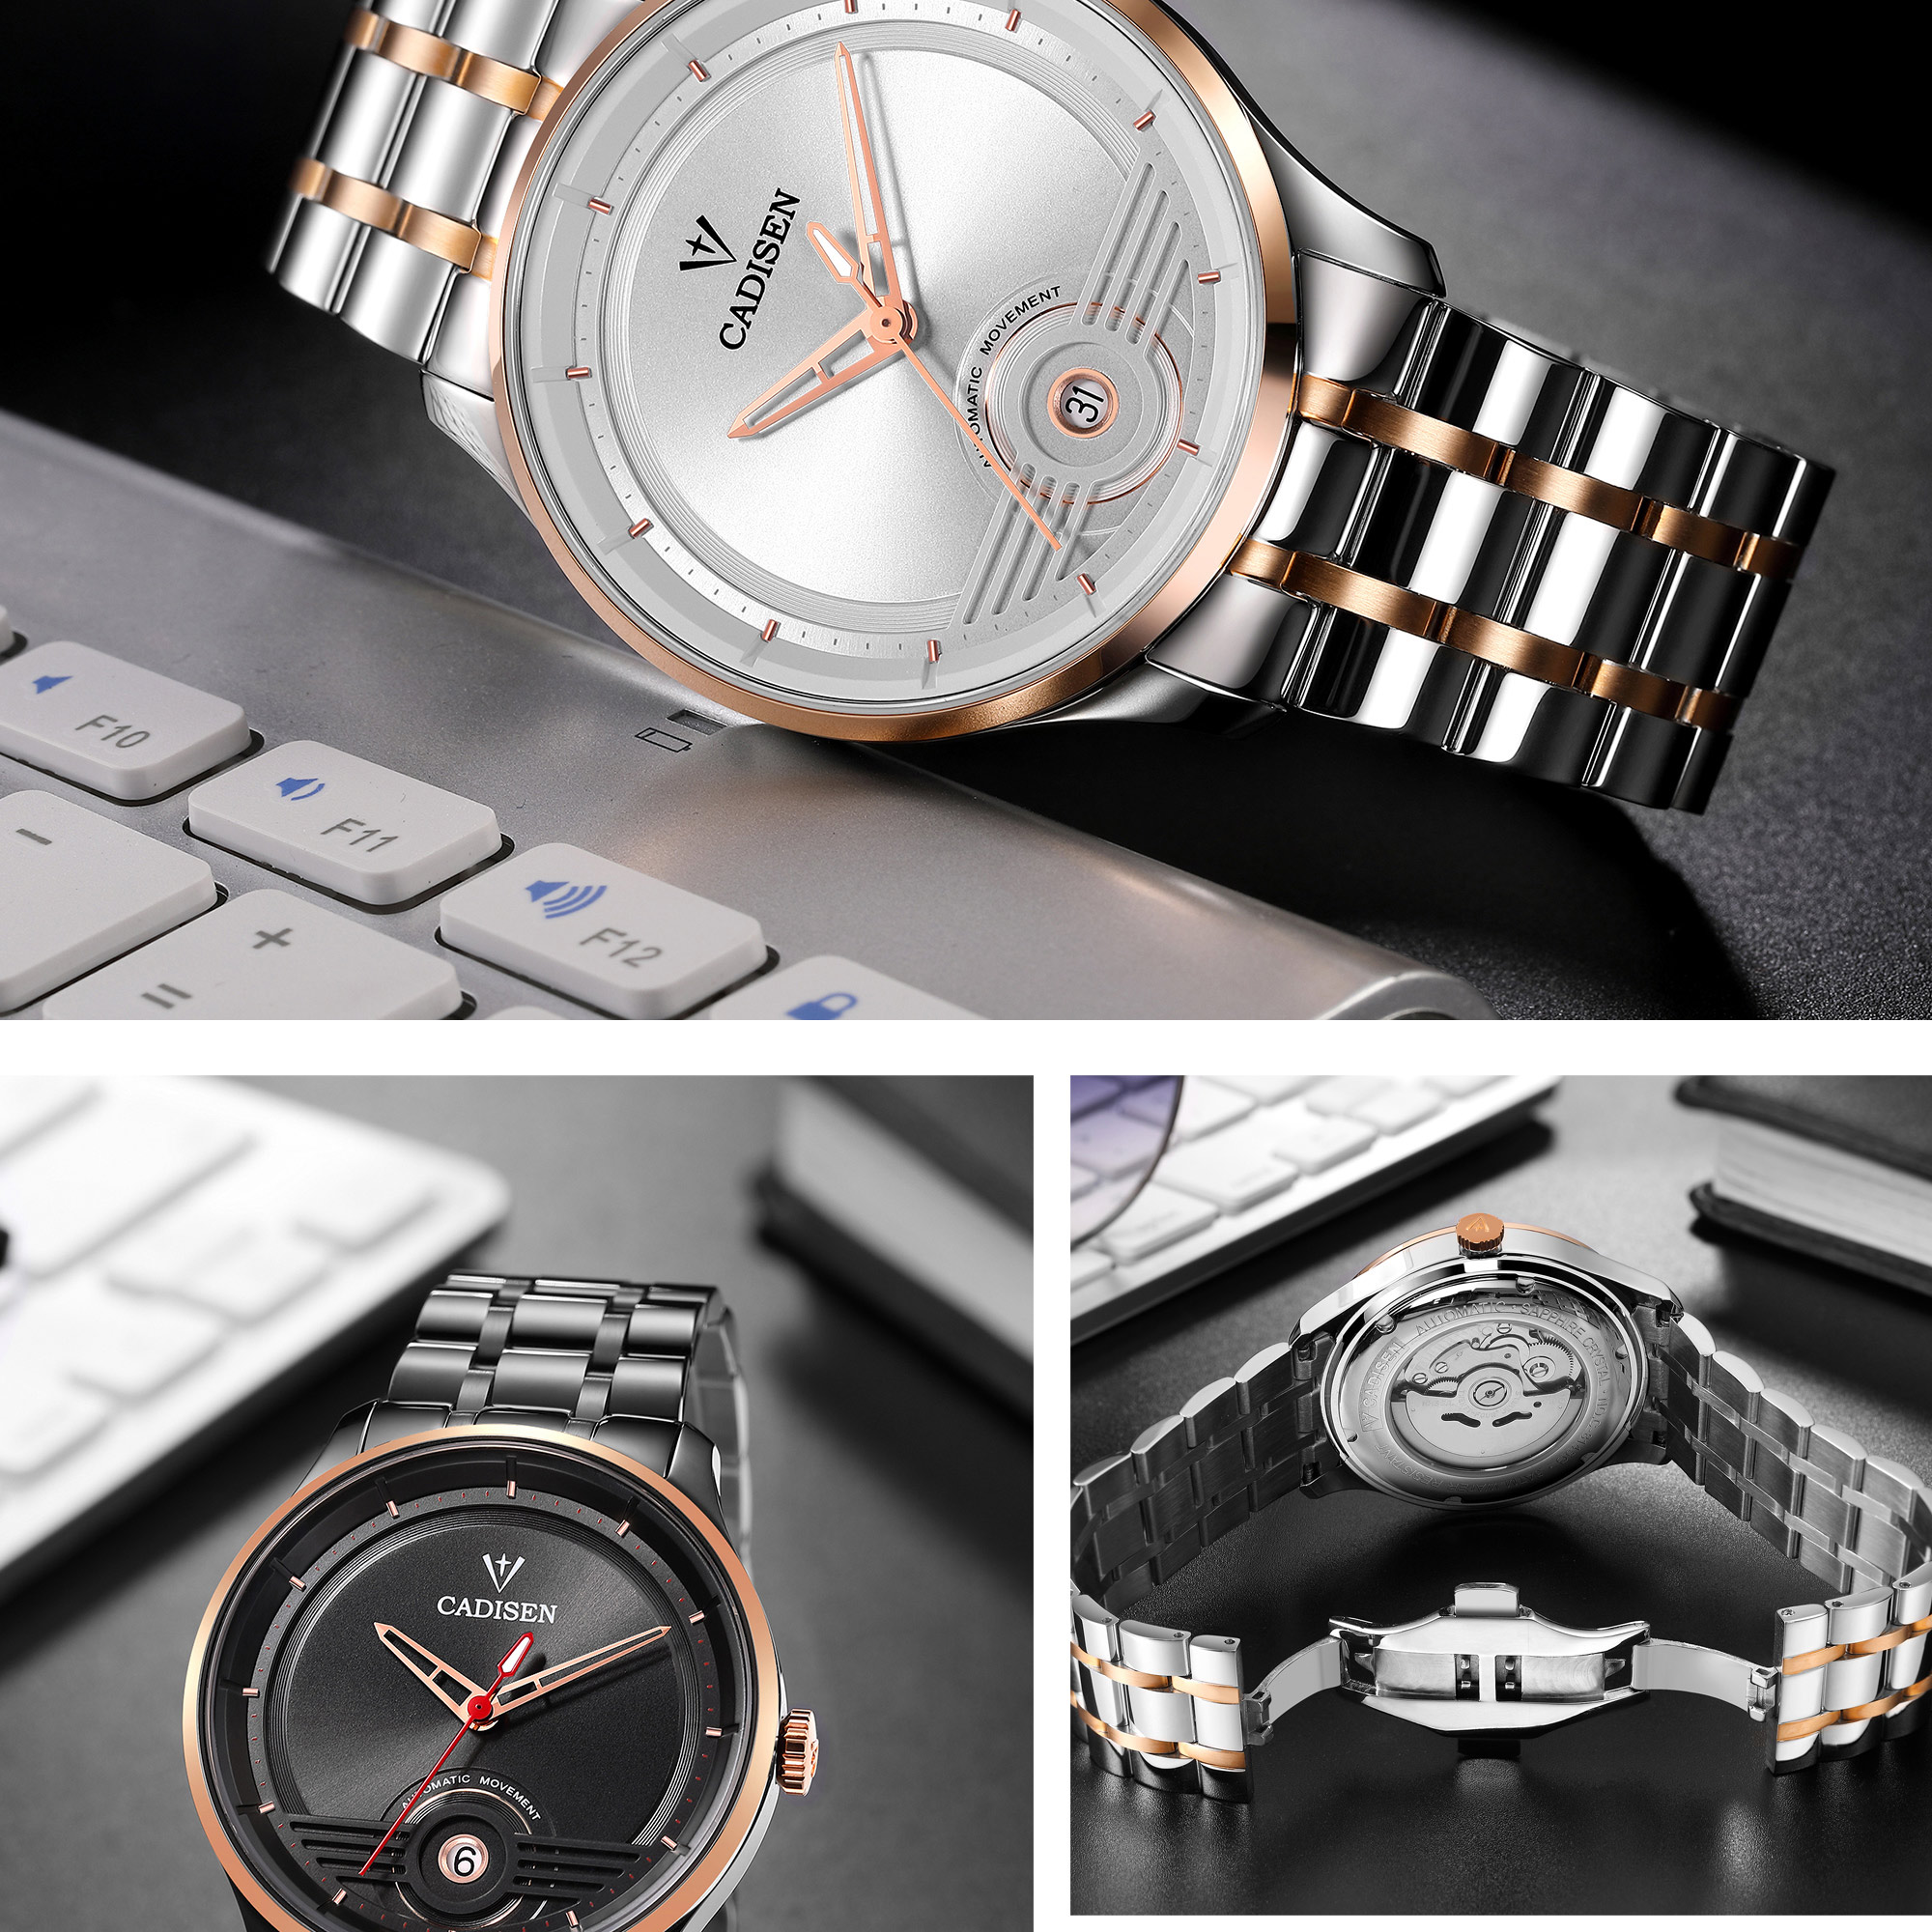 CADISEN
AUTOMATIC MOVEMENT
31
F10
F11
F12
-
+
=
CADISEN
AUTOMATIC MOVEMENT
6
CADISEN AUTOMATIC · SAPPHIRE CRYSTAL